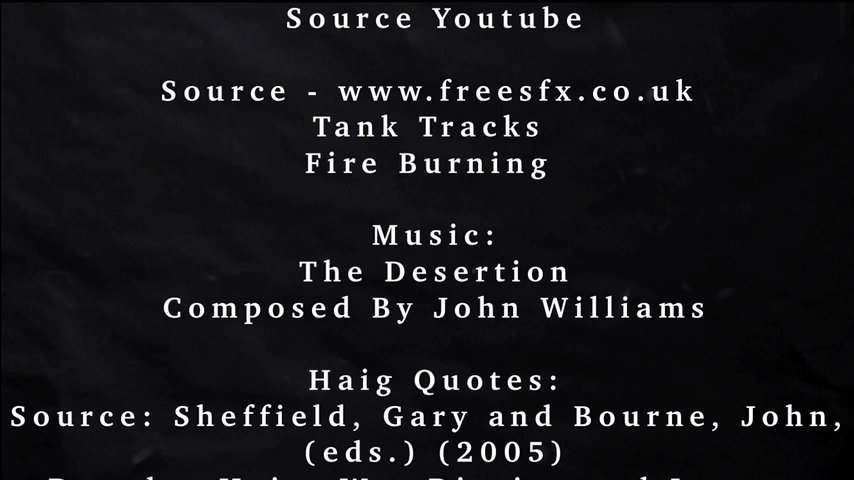 Source Youtube
Source - www.freesfx.co.uk
Tank Tracks
Fire Burning
Music:
The Desertion
Composed By John Williams
Haig Quotes:
Source: Sheffield, Gary and Bourne, John,
(eds.) (2005)